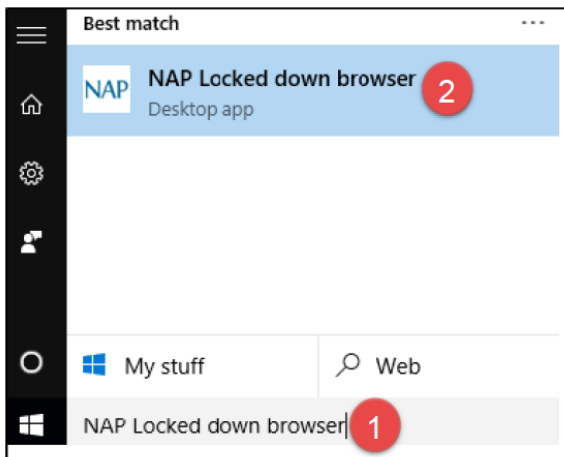 Best match
NAP
NAP Locked down browser
2
Desktop app
My stuff
Web
NAP Locked down browser
1